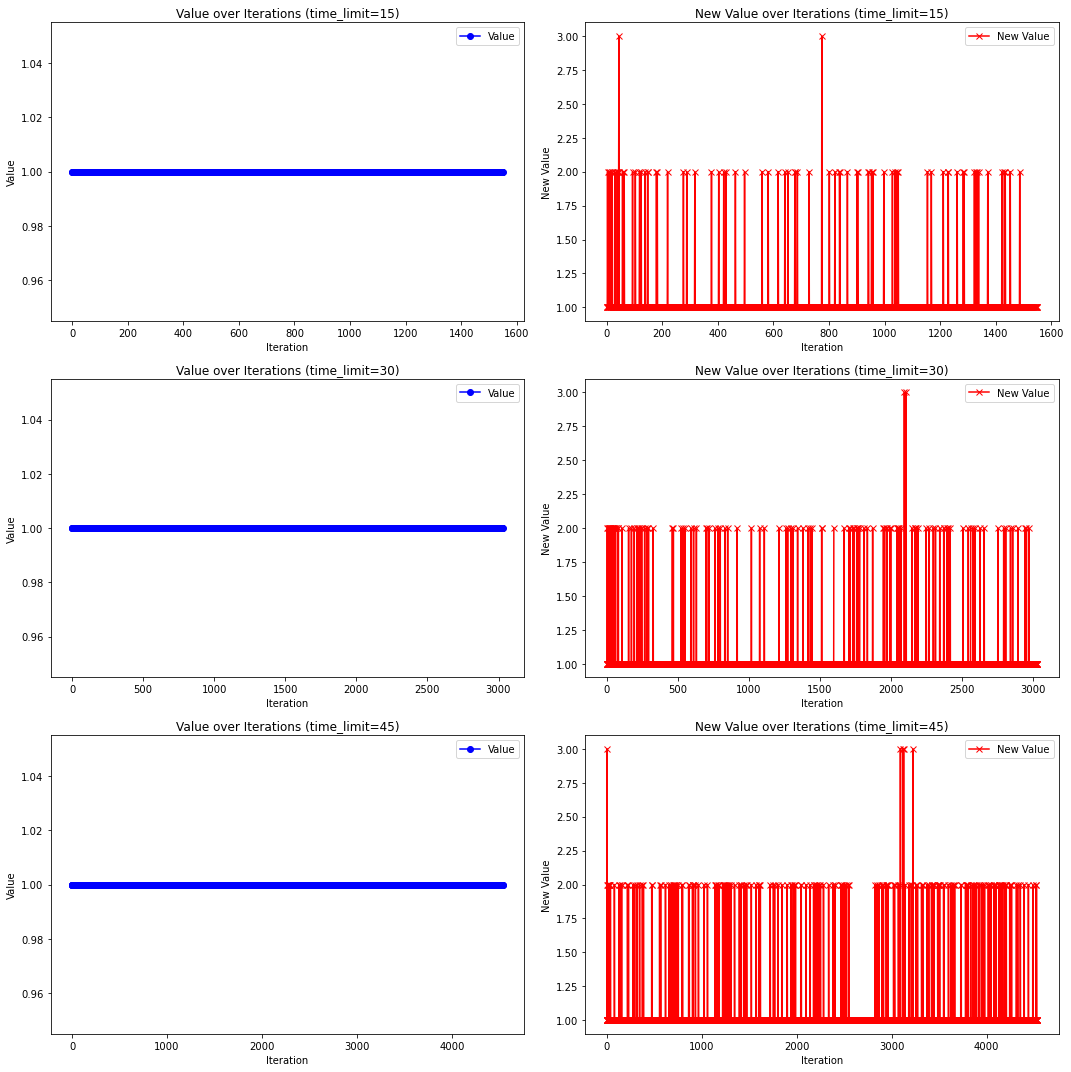 Value over Iterations (time_limit=15)
Value
1.04
1.02
1.00
0.98
0.96
Value
0 200 400 600 800 1000 1200 1400 1600
Iteration
New Value over Iterations (time_limit=15)
New Value
3.00
2.75
2.50
2.25
2.00
1.75
1.50
1.25
1.00
New Value
0 200 400 600 800 1000 1200 1400 1600
Iteration
Value over Iterations (time_limit=30)
Value
1.04
1.02
1.00
0.98
0.96
Value
0 500 1000 1500 2000 2500 3000
Iteration
New Value over Iterations (time_limit=30)
New Value
3.00
2.75
2.50
2.25
2.00
1.75
1.50
1.25
1.00
New Value
0 500 1000 1500 2000 2500 3000
Iteration
Value over Iterations (time_limit=45)
Value
1.04
1.02
1.00
0.98
0.96
Value
0 1000 2000 3000 4000
Iteration
New Value over Iterations (time_limit=45)
New Value
3.00
2.75
2.50
2.25
2.00
1.75
1.50
1.25
1.00
New Value
0 1000 2000 3000 4000
Iteration